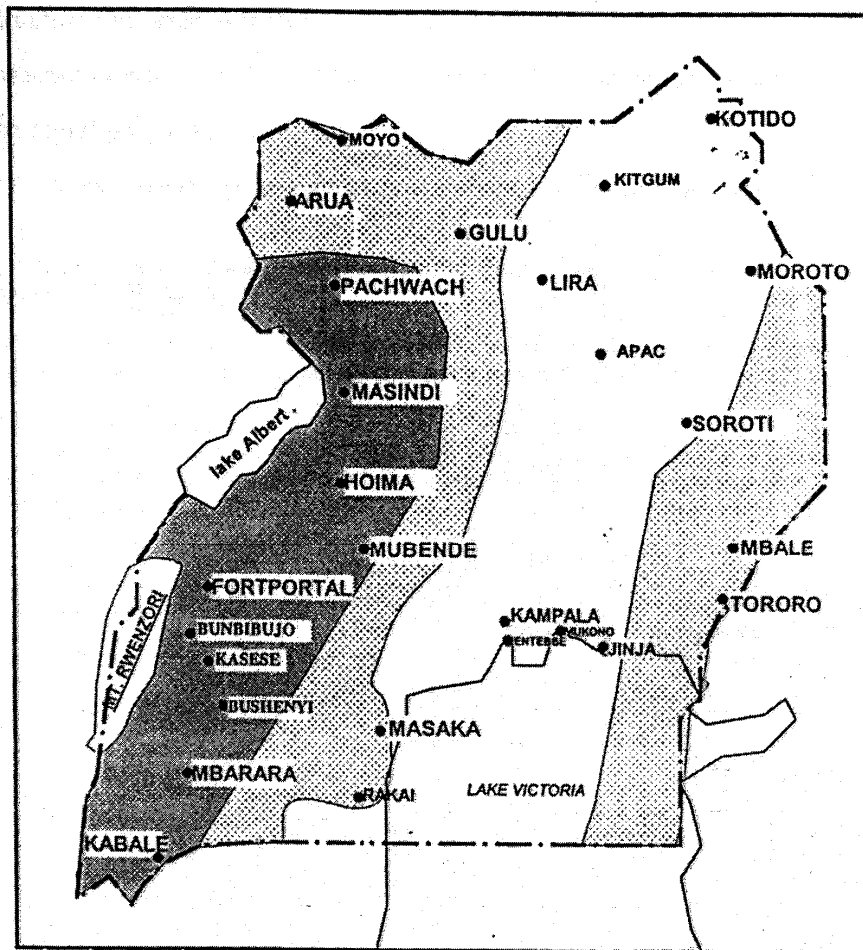 KOTIDO
MOYO
KITGUM
ARUA
GULU
MOROTO
PACHWACH
LIRA
APAC
MASINDI
SOROTI
lake Albert .
HOIMA
MUBENDE
MBALE
FORTPORTAL
TORORO
KAMPALA
BUNBIBUJO
MUKONO
ENTEBBE
JINJA
KASESE
MT. RWENZORI
BUSHENYI
MASAKA
MBARARA
RAKAI
LAKE VICTORIA
KABALE